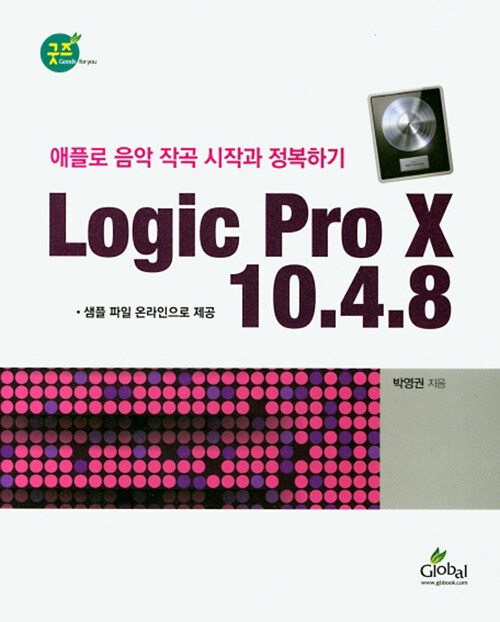 굿즈
Goods for you
애플로 음악 작곡 시작과 정복하기
Logic Pro X
10.4.8
• 샘플 파일 온라인으로 제공
박영권 지음
Global
www.gbbook.com